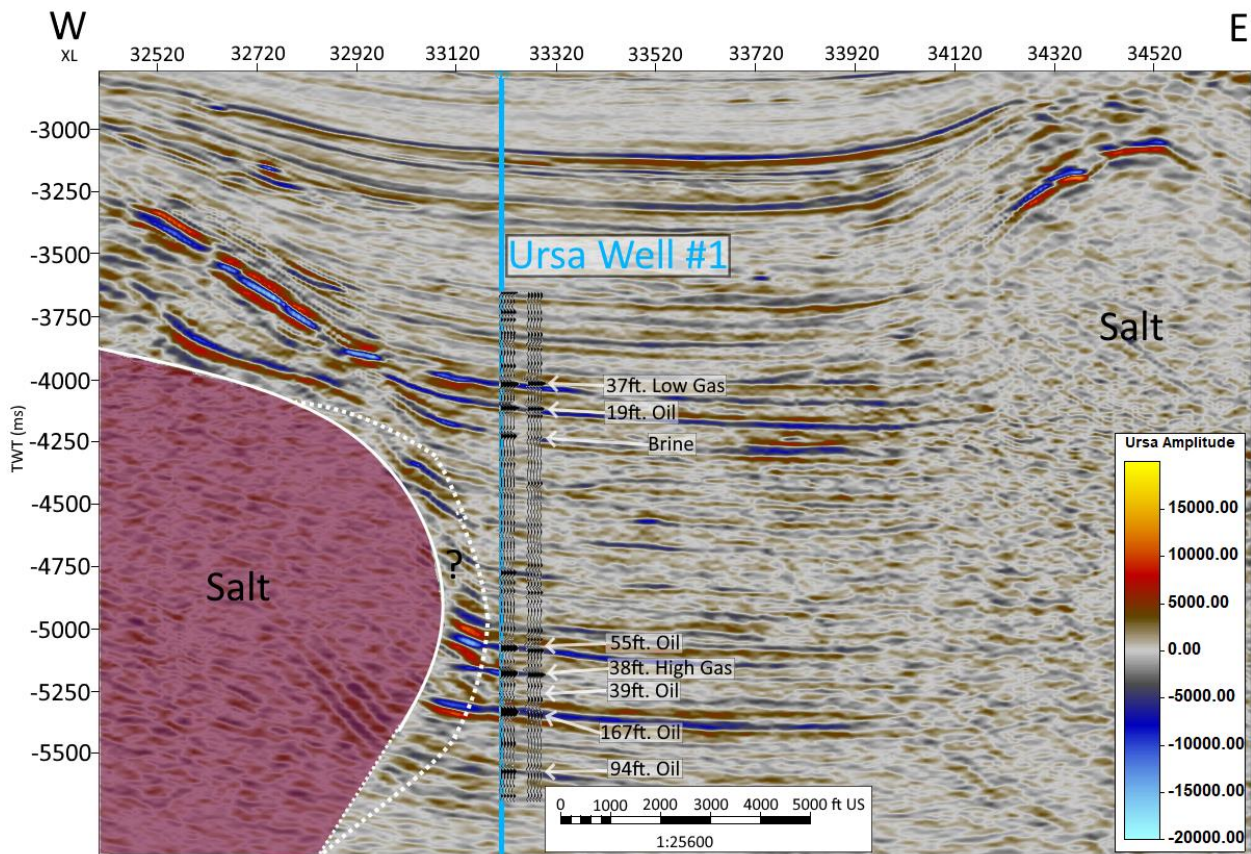 W
E
XL
32520 32720 32920 33120 33320 33520 33720 33920 34120 34320 34520
-3000
-3250
-3500
-3750
-4000
-4250
-4500
-4750
-5000
-5250
-5500
TWT (ms)
Ursa Well #1
Salt
37ft. Low Gas
19ft. Oil
Brine
?
Salt
55ft. Oil
38ft. High Gas
39ft. Oil
167ft. Oil
94ft. Oil
0 1000 2000 3000 4000 5000 ft US
1:25600
Ursa Amplitude
15000.00
10000.00
5000.00
0.00
-5000.00
-10000.00
-15000.00
-20000.00